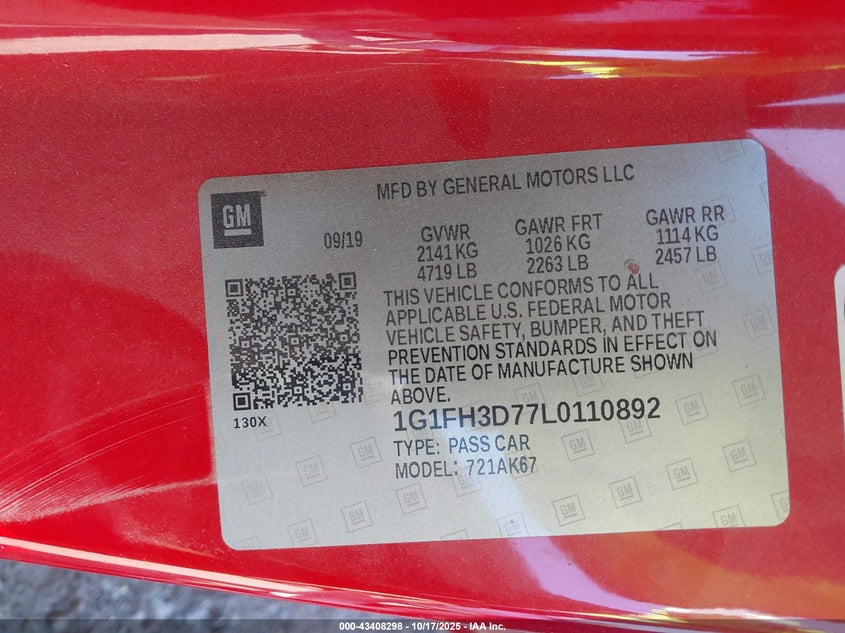 MFD BY GENERAL MOTORS LLC
GM
09/19
GVWR
2141 KG
4719 LB
GAWR FRT
1026 KG
2263 LB
GAWR RR
1114 KG
2457 LB
THIS VEHICLE CONFORMS TO ALL
APPLICABLE U.S. FEDERAL MOTOR
VEHICLE SAFETY, BUMPER, AND THEFT
PREVENTION STANDARDS IN EFFECT ON
THE DATE OF MANUFACTURE SHOWN
ABOVE.
130X
1G1FH3D77L0110892
TYPE: PASS CAR
MODEL: 721AK67
000-43408298 - 10/17/2025 - IAA Inc.